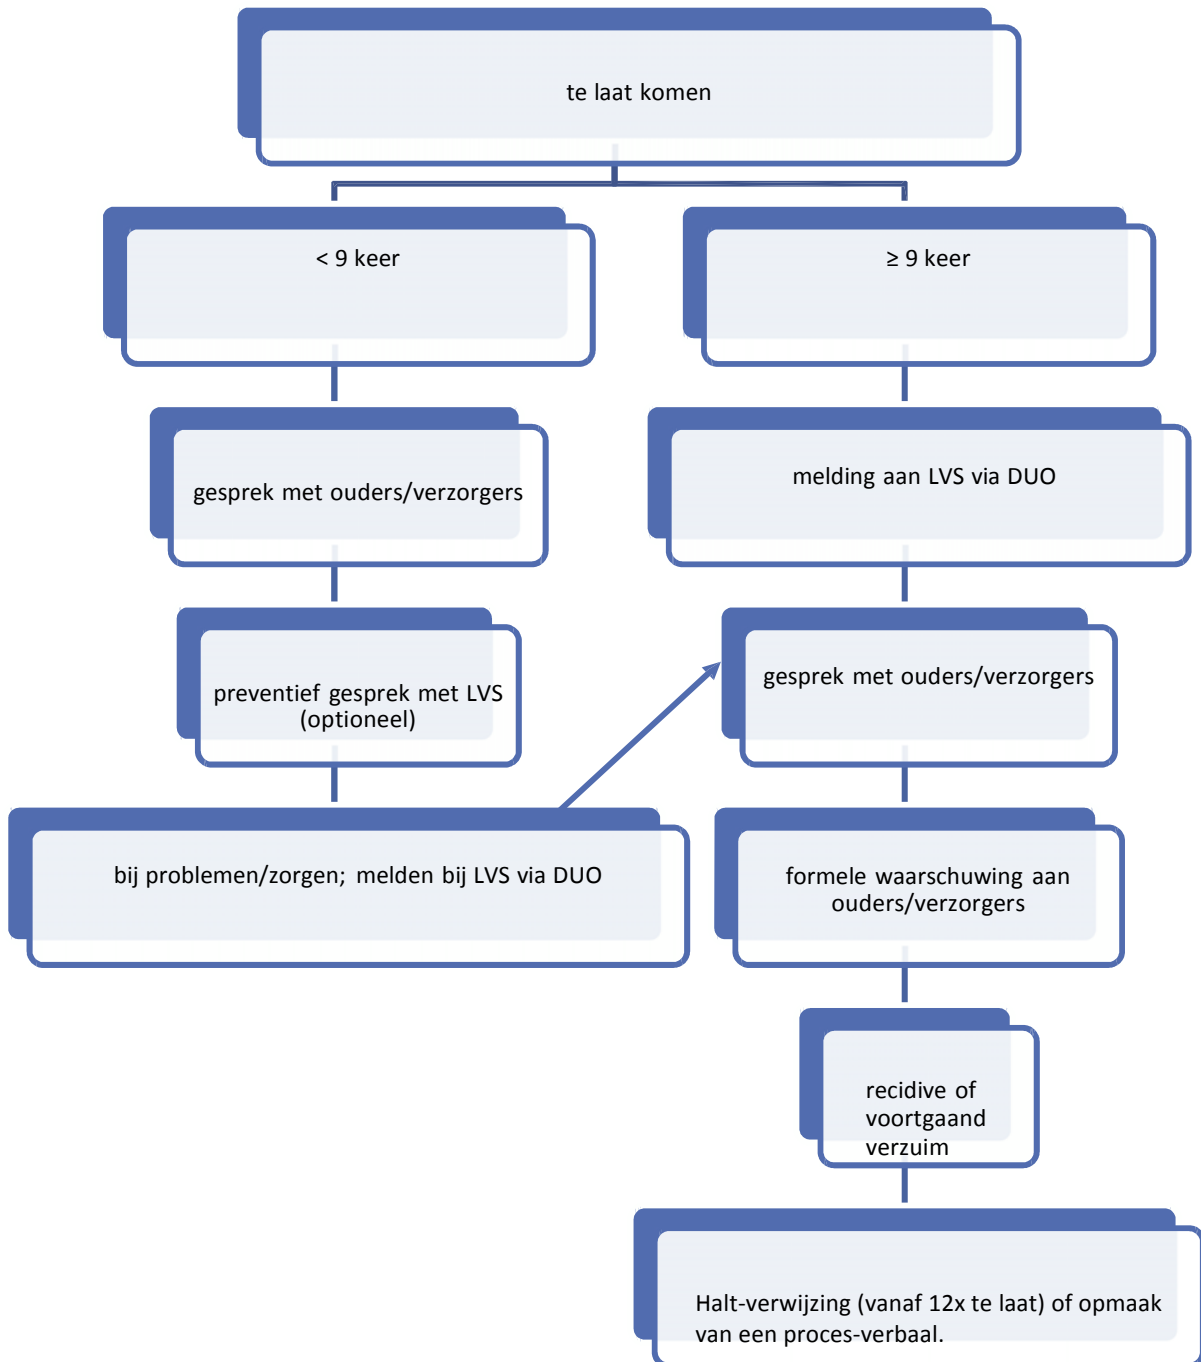 te laat komen
< 9 keer
≥ 9 keer
gesprek met ouders/verzorgers
melding aan LVS via DUO
preventief gesprek met LVS
(optioneel)
gesprek met ouders/verzorgers
bij problemen/zorgen; melden bij LVS via DUO
formele waarschuwing aan
ouders/verzorgers
recidive of
voortgaand
verzuim
Halt-verwijzing (vanaf 12x te laat) of opmaak
van een proces-verbaal.